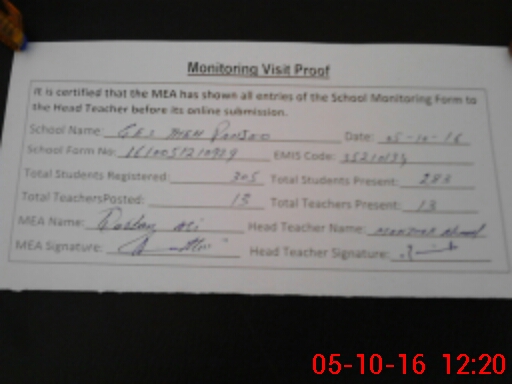 Monitoring Visit Proof
It is certified that the MEA has shown all entries of the School Monitoring Form to
the Head Teacher before its online submission.
School Name: Date: 05-10-16
School Form No: EMIS Code:
Total Students Registered: 305 Total Students Present: 283
Total TeachersPosted: 13 Total Teachers Present: 13
MEA Name: Head Teacher Name:
MEA Signature: Head Teacher Signature:
05-10-16 12:20